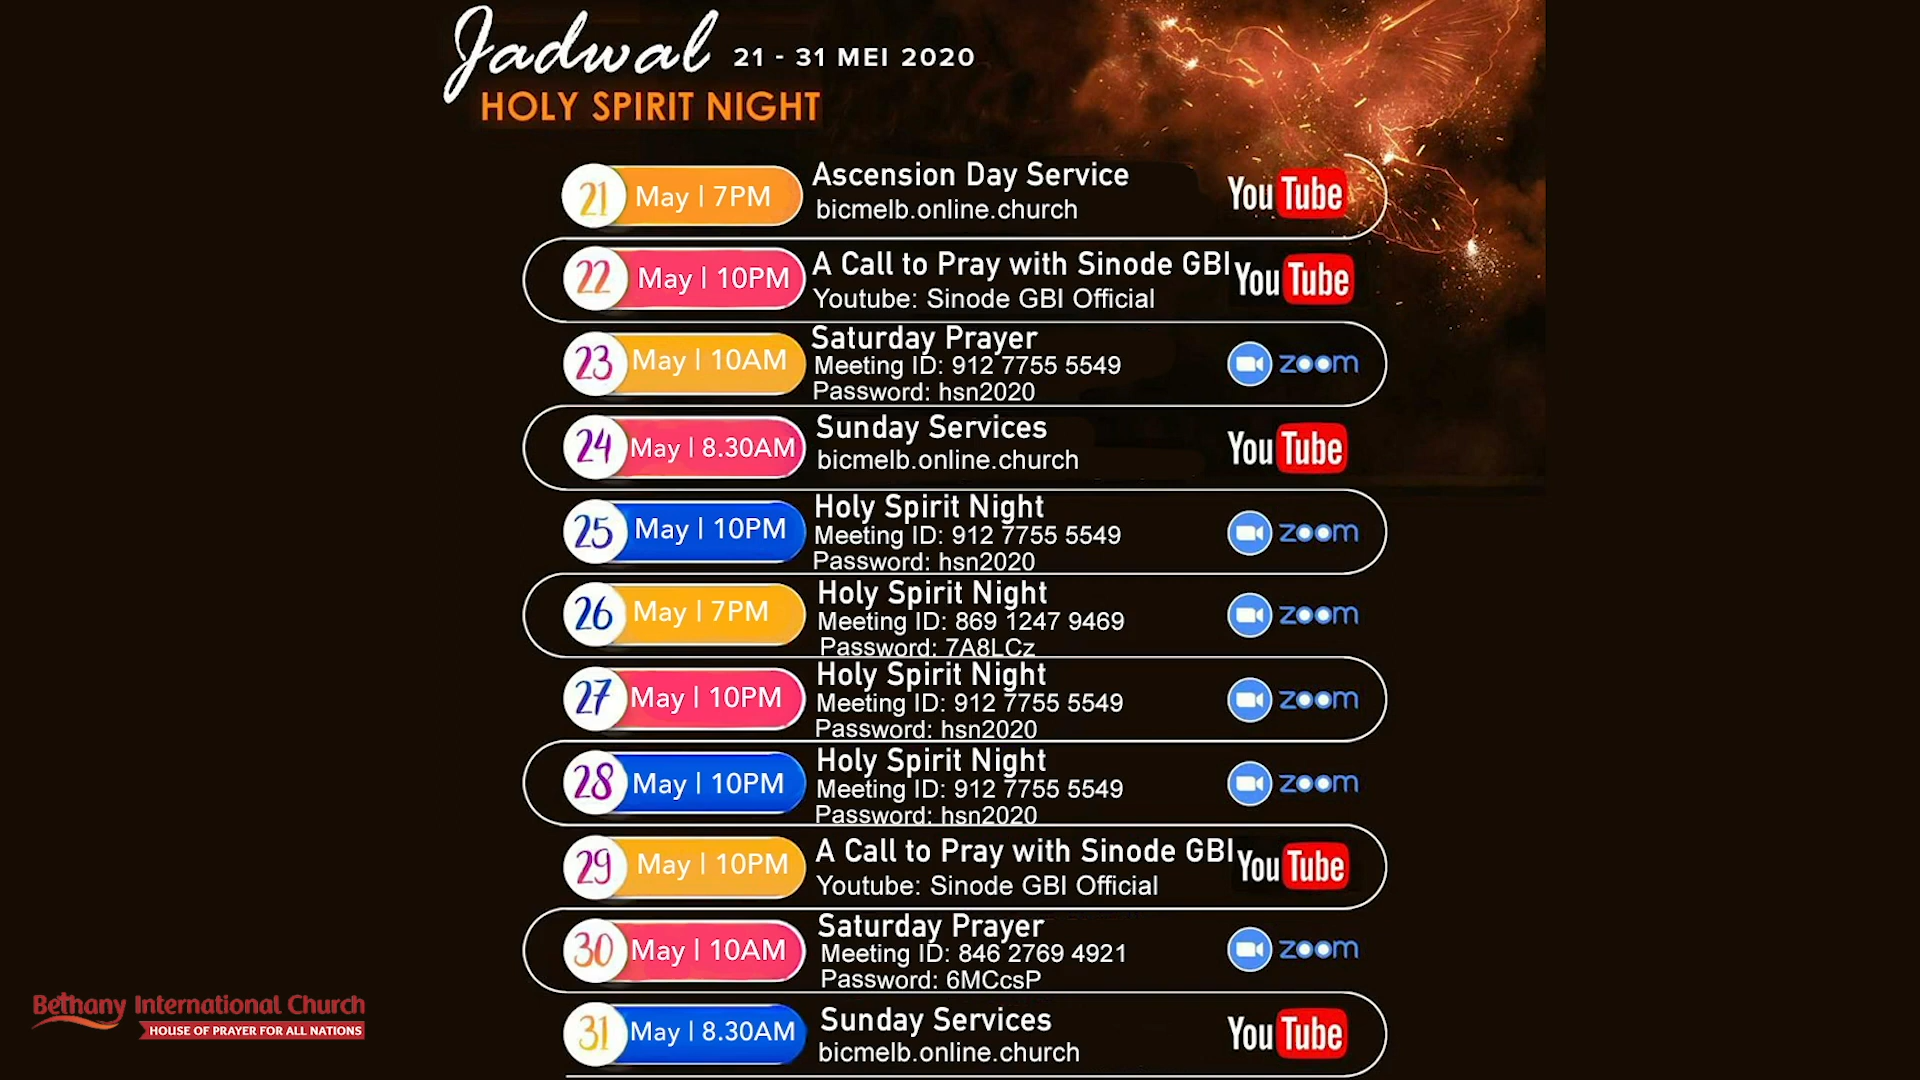 Jadwal 21 - 31 MEI 2020
HOLY SPIRIT NIGHT
21 May | 7PM
Ascension Day Service
bicmelb.online.church
YouTube
22 May | 10PM
A Call to Pray with Sinode GBI
Youtube: Sinode GBI Official
YouTube
23 May | 10AM
Saturday Prayer
Meeting ID: 912 7755 5549
Password: hsn2020
zoom
24 May | 8.30AM
Sunday Services
bicmelb.online.church
YouTube
25 May | 10PM
Holy Spirit Night
Meeting ID: 912 7755 5549
Password: hsn2020
zoom
26 May | 7PM
Holy Spirit Night
Meeting ID: 869 1247 9469
Password: 7A8LCz
zoom
27 May | 10PM
Holy Spirit Night
Meeting ID: 912 7755 5549
Password: hsn2020
zoom
28 May | 10PM
Holy Spirit Night
Meeting ID: 912 7755 5549
Password: hsn2020
zoom
29 May | 10PM
A Call to Pray with Sinode GBI
Youtube: Sinode GBI Official
YouTube
30 May | 10AM
Saturday Prayer
Meeting ID: 846 2769 4921
Password: 6MCcsP
zoom
31 May | 8.30AM
Sunday Services
bicmelb.online.church
YouTube
Bethany International Church
HOUSE OF PRAYER FOR ALL NATIONS